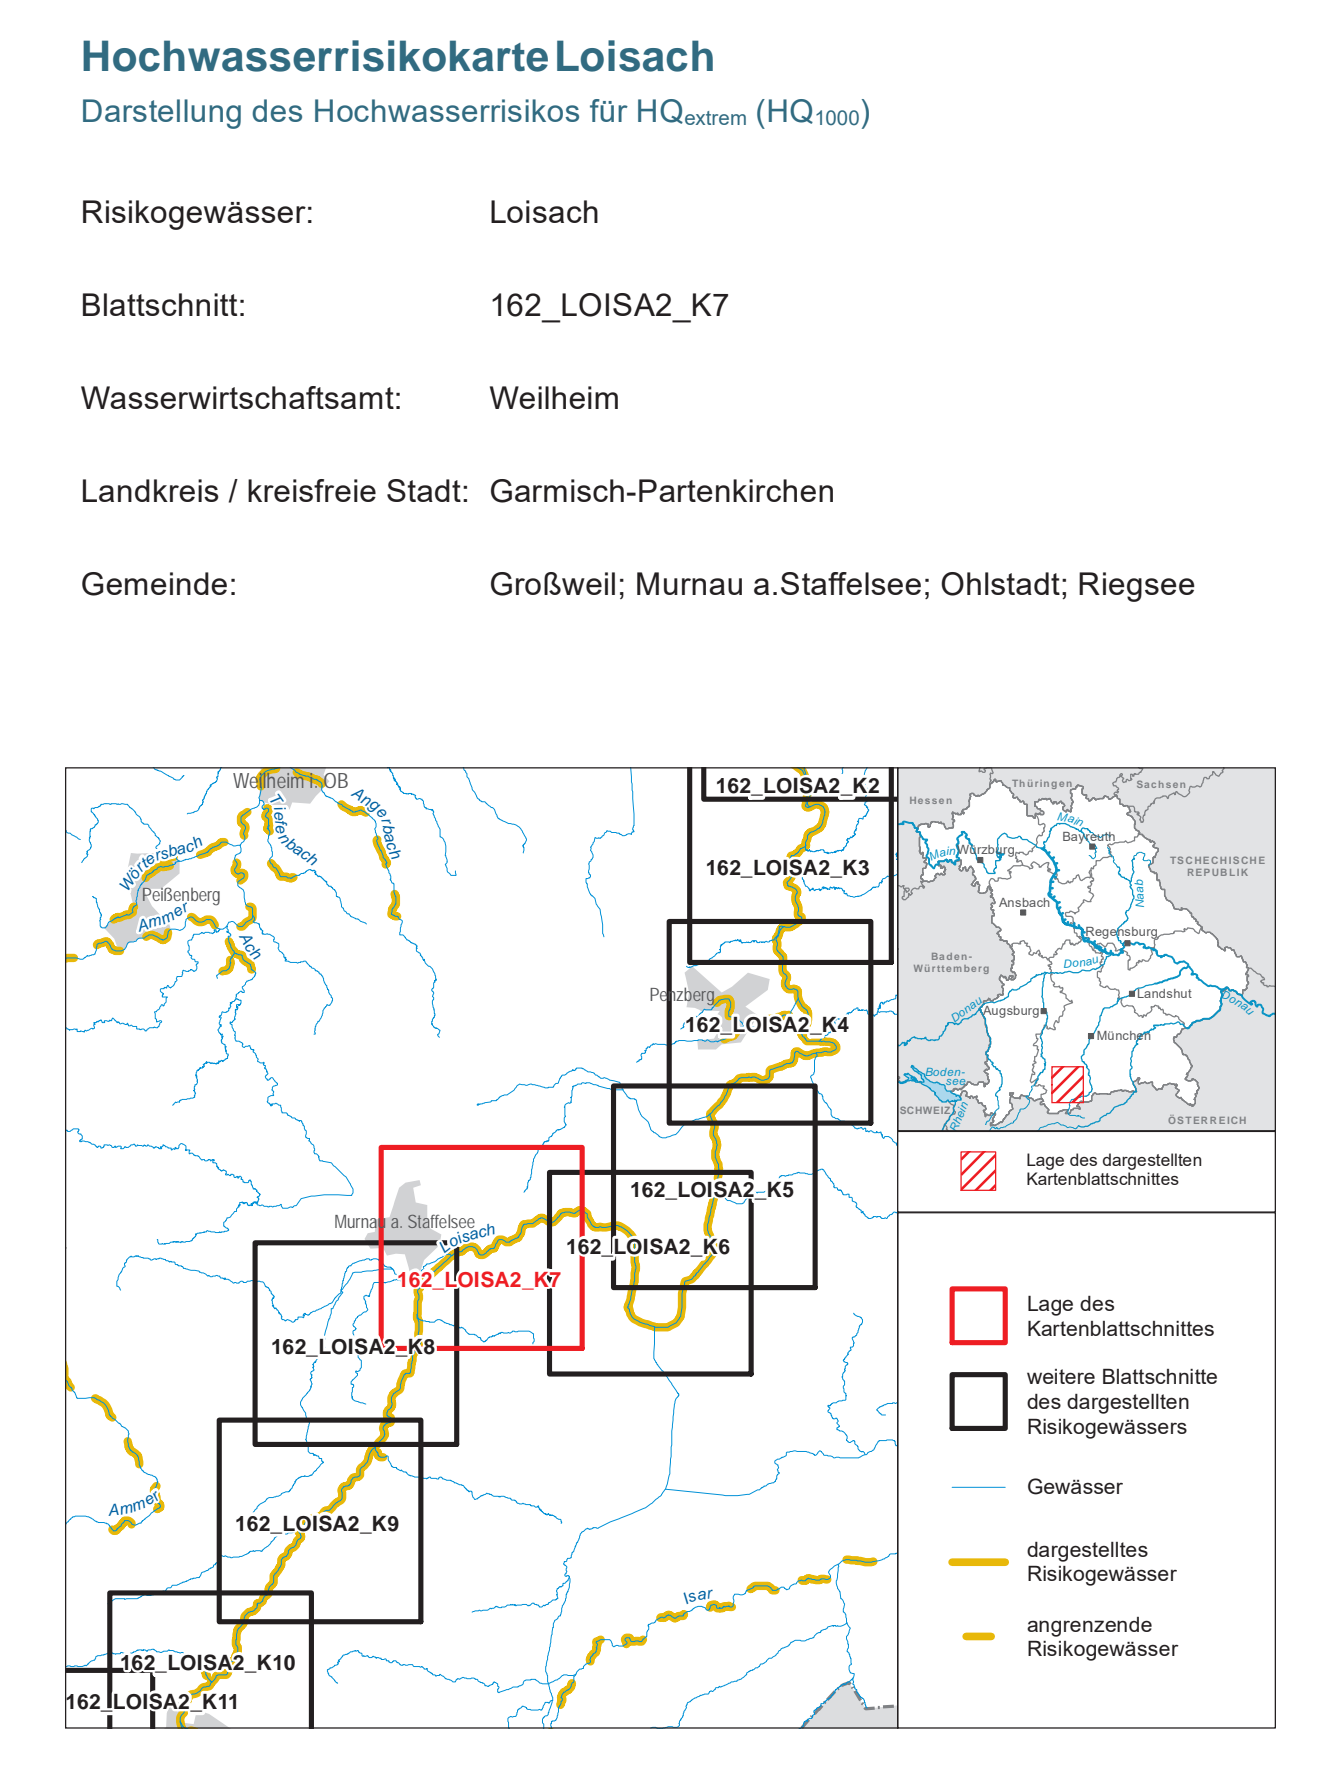 Hochwasserrisikokarte Loisach
Darstellung des Hochwasserrisikos für HQextrem (HQ1000)
Risikogewässer: Loisach
Blattschnitt: 162_LOISA2_K7
Wasserwirtschaftsamt: Weilheim
Landkreis / kreisfreie Stadt: Garmisch-Partenkirchen
Gemeinde: Großweil; Murnau a.Staffelsee; Ohlstadt; Riegsee
Weilheim i. OB
Tiefenbach
Angerbach
Wörtersbach
Peißenberg
Ammer
Ach
162_LOISA2_K2
162_LOISA2_K3
Penzberg
162_LOISA2_K4
162_LOISA2_K5
Murnau a. Staffelsee
Loisach
162_LOISA2_K6
162_LOISA2_K7
162_LOISA2_K8
Ammer
162_LOISA2_K9
Isar
162_LOISA2_K10
162_LOISA2_K11
Thüringen
Sachsen
Hessen
Main
Bayreuth
Main
Würzburg
TSCHECHISCHE
REPUBLIK
Naab
Ansbach
Regensburg
Baden-
Württemberg
Donau
Landshut
Donau
Donau
Augsburg
München
Boden-
see
SCHWEIZ
Rhein
ÖSTERREICH
Lage des dargestellten
Kartenblattschnittes
Lage des
Kartenblattschnittes
weitere Blattschnitte
des dargestellten
Risikogewässers
Gewässer
dargestelltes
Risikogewässer
angrenzende
Risikogewässer